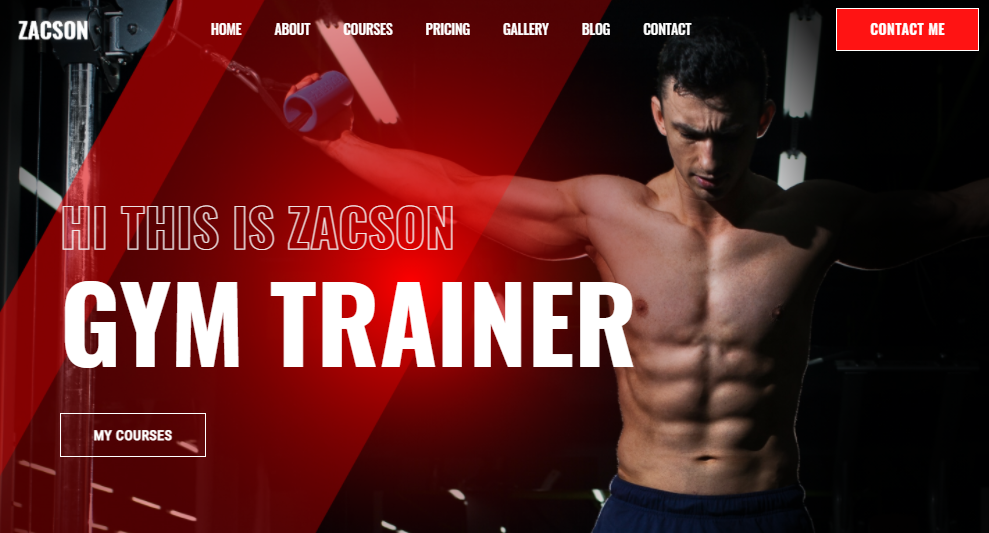 ZACSON
HOME ABOUT COURSES PRICING GALLERY BLOG CONTACT
CONTACT ME
HI THIS IS ZACSON
GYM TRAINER
MY COURSES